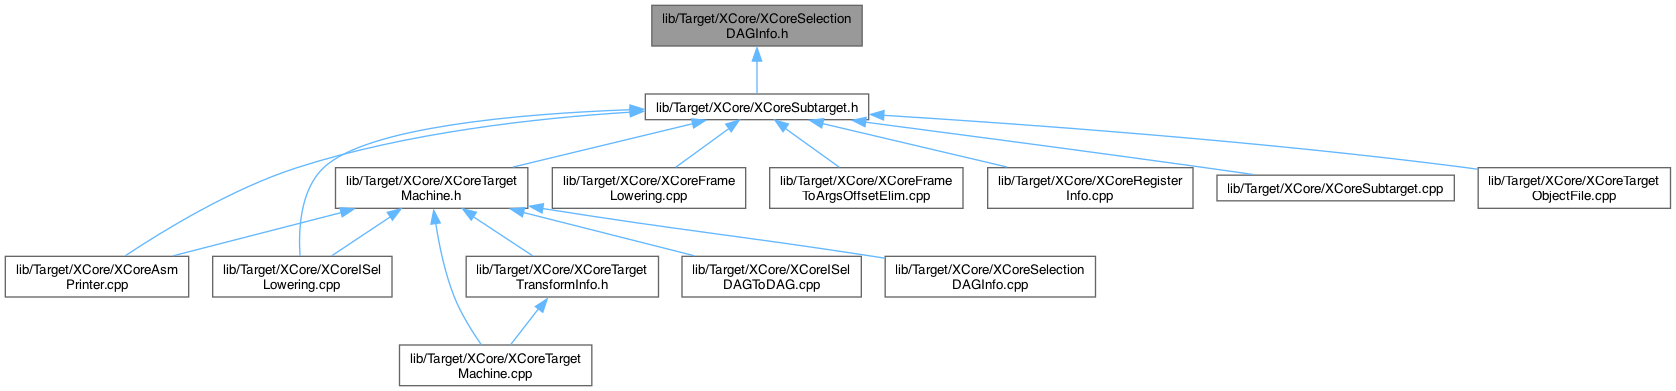 lib/Target/XCore/XCoreSelection
DAGInfo.h
lib/Target/XCore/XCoreSubtarget.h
lib/Target/XCore/XCoreTarget
Machine.h
lib/Target/XCore/XCoreFrame
Lowering.cpp
lib/Target/XCore/XCoreFrame
ToArgsOffsetElim.cpp
lib/Target/XCore/XCoreRegister
Info.cpp
lib/Target/XCore/XCoreSubtarget.cpp
lib/Target/XCore/XCoreTarget
ObjectFile.cpp
lib/Target/XCore/XCoreAsm
Printer.cpp
lib/Target/XCore/XCoreISel
Lowering.cpp
lib/Target/XCore/XCoreTarget
TransformInfo.h
lib/Target/XCore/XCoreISel
DAGToDAG.cpp
lib/Target/XCore/XCoreSelection
DAGInfo.cpp
lib/Target/XCore/XCoreTarget
Machine.cpp